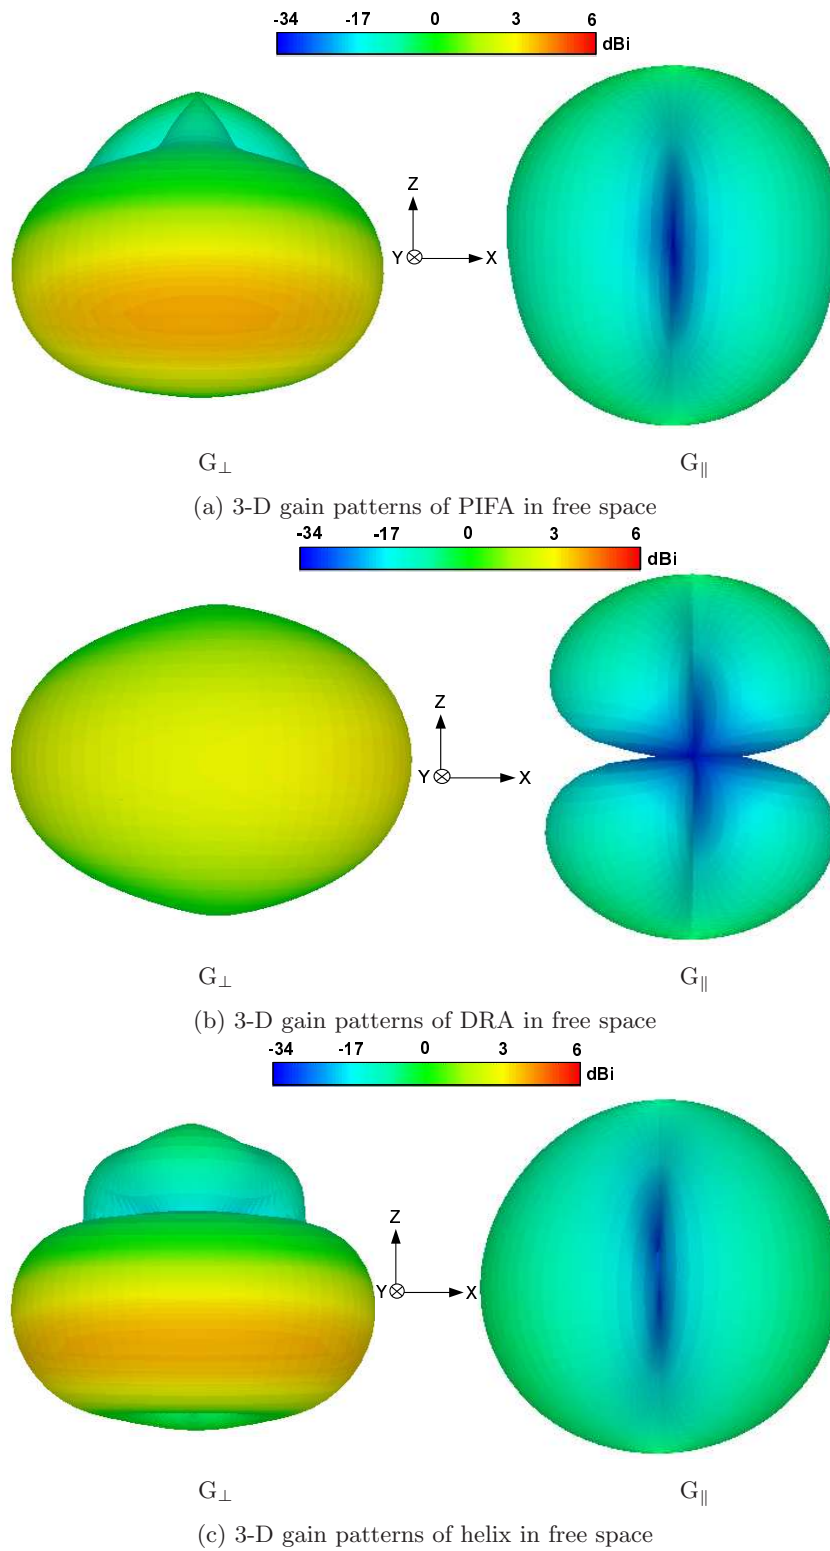 -34 -17 0 3 6
dBi
Z
Y X
G⊥ G∥
(a) 3-D gain patterns of PIFA in free space
-34 -17 0 3 6
dBi
Z
Y X
G⊥ G∥
(b) 3-D gain patterns of DRA in free space
-34 -17 0 3 6
dBi
Z
Y X
G⊥ G∥
(c) 3-D gain patterns of helix in free space